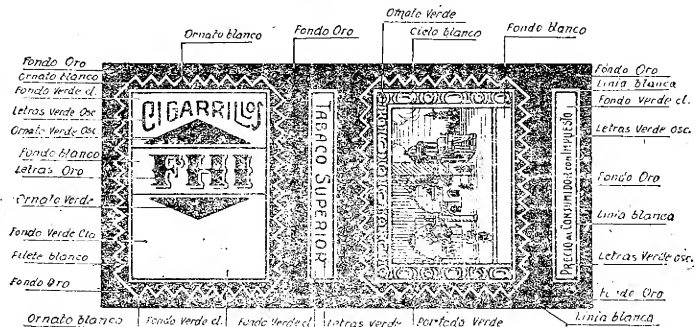 Ornato blanco
Fondo Oro
Ornato Verde
Cielo blanco
Fondo blanco
Fondo Oro
Ornato blanco
Fondo Verde cl.
Letras Verde Osc
Ornato Verde Osc.
Fondo blanco
Letras Oro
Ornato Verde
Fondo Verde Cla
Filete blanco
Fondo Oro
CIGARRILLOS
TABACO SUPERIOR
PRECIO AL CONSUMIDOR CON IMPUESTO
Fondo Oro
Linia blanca
Fondo Verde cl.
Letras Verde Osc.
Fondo Oro
Linia blanca
Letras Verde osc.
Oro
Linia blanca
Ornato blanco
Fondo Verde cl.
Fondo Verde cl
Letras Verde
Portado Verde